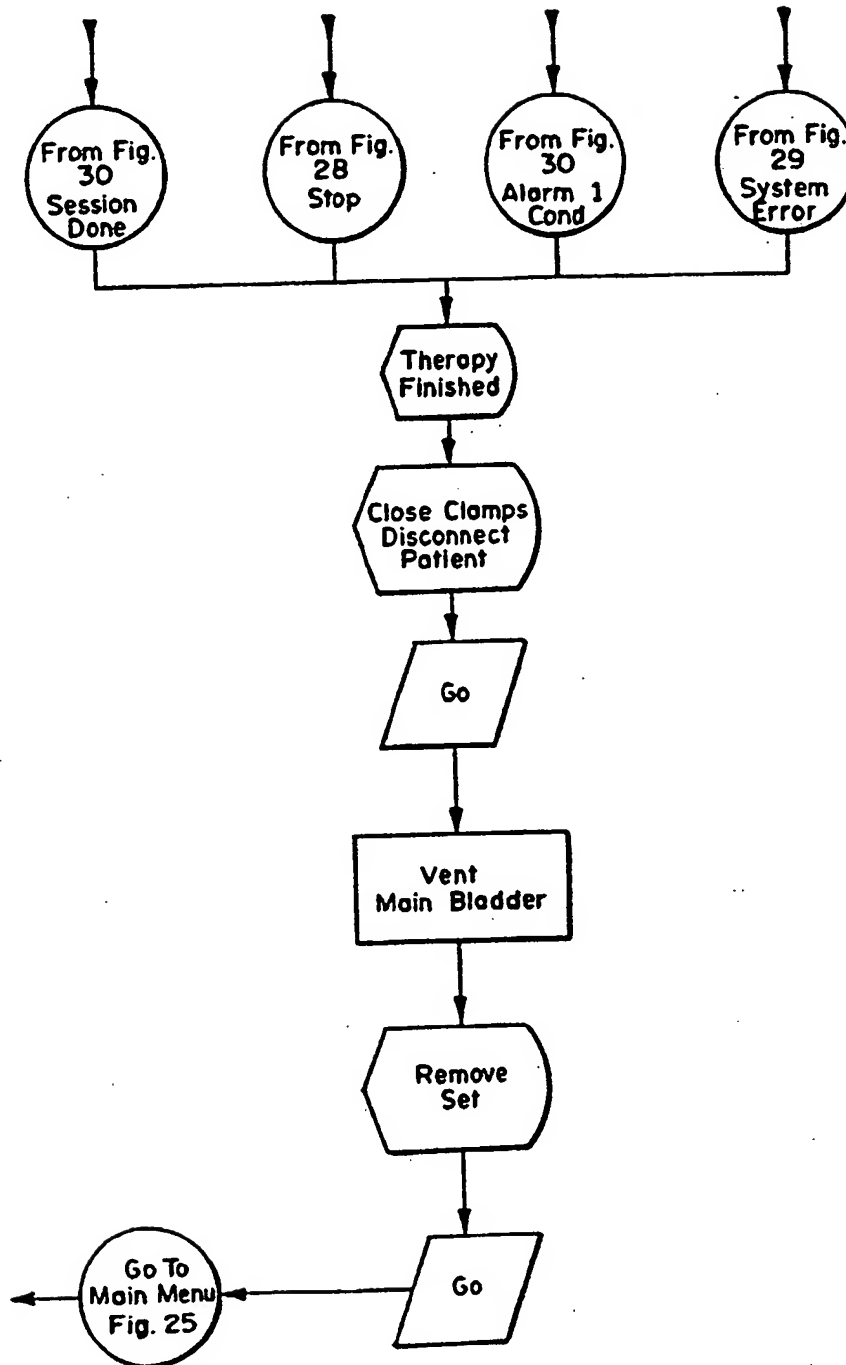 From Fig.
30
Session
Done
From Fig.
28
Stop
From Fig.
30
Alarm 1
Cond
From Fig.
29
System
Error
Therapy
Finished
Close Clamps
Disconnect
Patient
Go
Vent
Main Bladder
Remove
Set
Go
Go To
Main Menu
Fig. 25